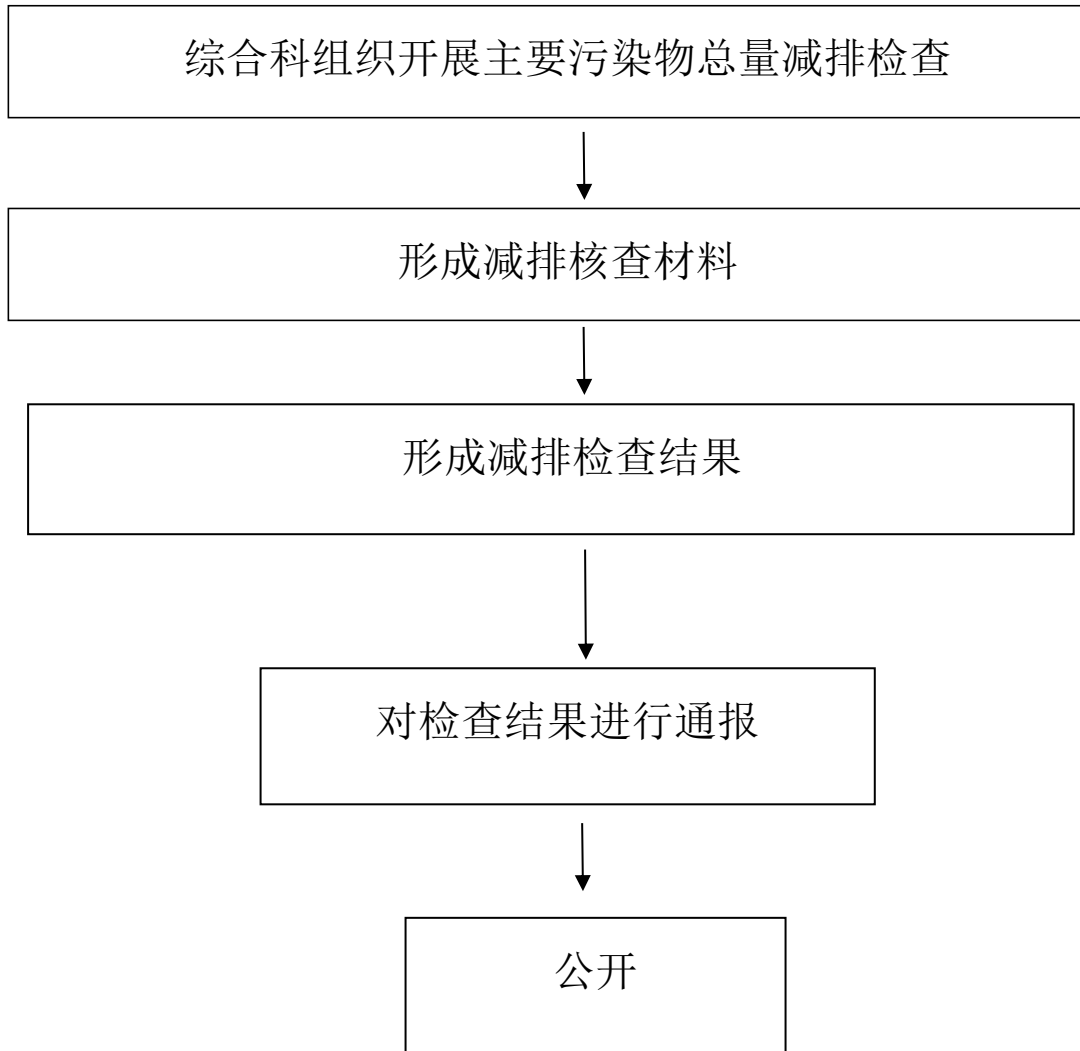 综合科组织开展主要污染物总量减排检查
形成减排核查材料
形成减排检查结果
对检查结果进行通报
公开